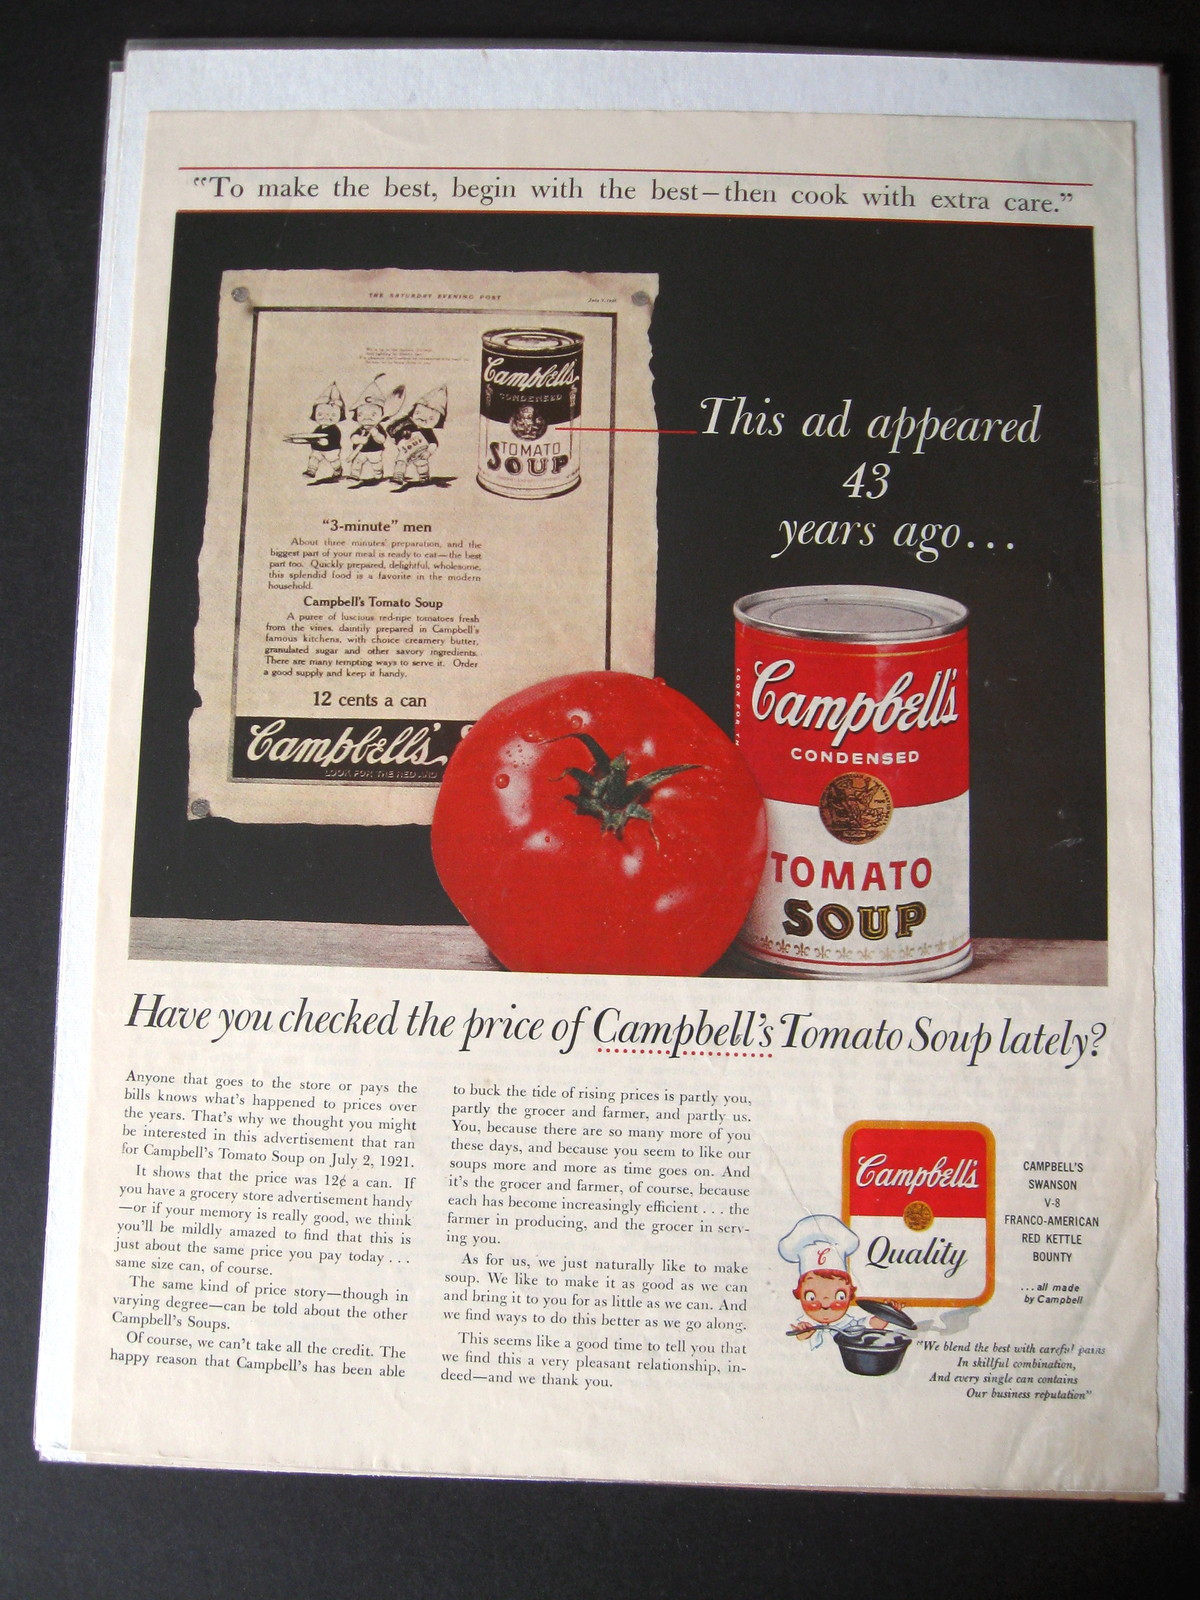 “To make the best, begin with the best—then cook with extra care.”
THE SATURDAY EVENING POST
Campbell's
CONDENSED
TOMATO
SOUP
“3-minute” men
About three minutes' preparation, and the
biggest part of your meal is ready to eat—the best
part too. Quickly prepared, delightful, wholesome,
this splendid food is a favorite in the modern
household.
Campbell's Tomato Soup
A puree of luscious red-ripe tomatoes fresh
from the vines, daintily prepared in Campbell's
famous kitchens, with choice creamery butter,
granulated sugar and other savory ingredients.
There are many tempting ways to serve it. Order
a good supply and keep it handy.
12 cents a can
Campbell's
LOOK FOR THE RED AND
This ad appeared
43
years ago...
LOOK FOR TH
Campbell's
CONDENSED
TOMATO
SOUP
Have you checked the price of Campbell's Tomato Soup lately?
Anyone that goes to the store or pays the
bills knows what's happened to prices over
the years. That's why we thought you might
be interested in this advertisement that ran
for Campbell's Tomato Soup on July 2, 1921.
It shows that the price was 12¢ a can. If
you have a grocery store advertisement handy
—or if your memory is really good, we think
you'll be mildly amazed to find that this is
just about the same price you pay today . . .
same size can, of course.
The same kind of price story—though in
varying degree—can be told about the other
Campbell's Soups.
Of course, we can't take all the credit. The
happy reason that Campbell's has been able
to buck the tide of rising prices is partly you,
partly the grocer and farmer, and partly us.
You, because there are so many more of you
these days, and because you seem to like our
soups more and more as time goes on. And
it's the grocer and farmer, of course, because
each has become increasingly efficient . . . the
farmer in producing, and the grocer in serv-
ing you.
As for us, we just naturally like to make
soup. We like to make it as good as we can
and bring it to you for as little as we can. And
we find ways to do this better as we go along.
This seems like a good time to tell you that
we find this a very pleasant relationship, in-
deed—and we thank you.
Campbell's
Quality
C
CAMPBELL'S
SWANSON
V-8
FRANCO-AMERICAN
RED KETTLE
BOUNTY
...all made
by Campbell
“We blend the best with careful pains
In skillful combination,
And every single can contains
Our business reputation”